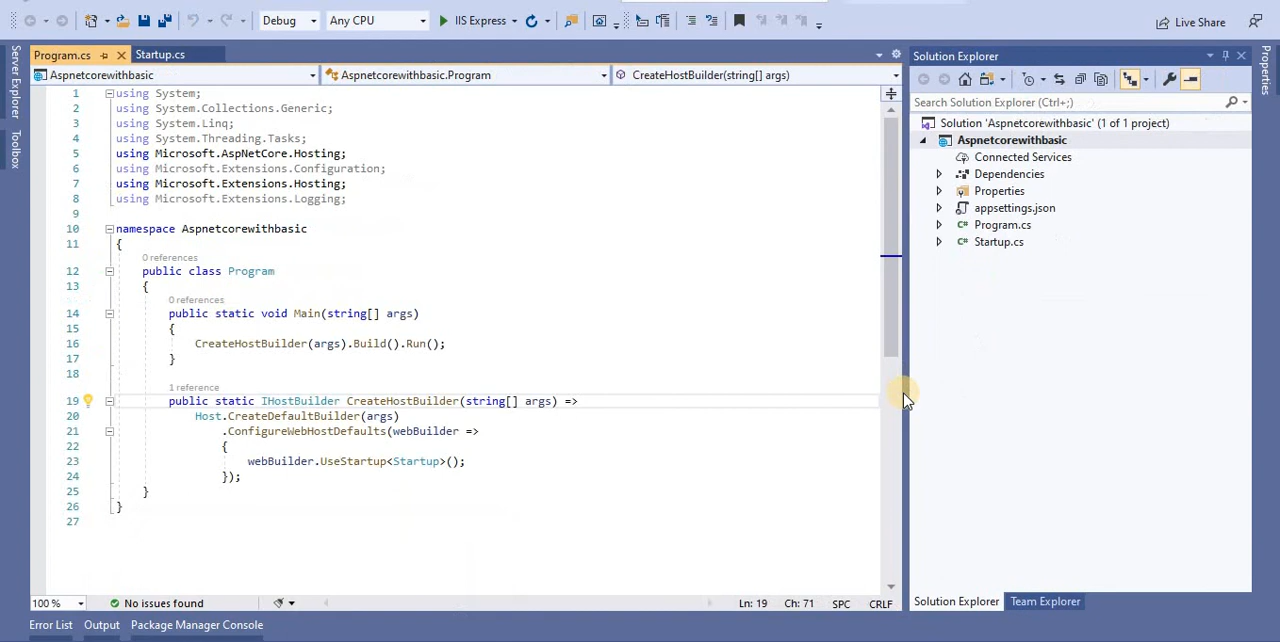 Debug Any CPU IIS Express Live Share
Server Explorer
Toolbox
Program.cs Startup.cs
Aspnetcorewithbasic Aspnetcorewithbasic.Program CreateHostBuilder(string[] args)
1 using System;
2 using System.Collections.Generic;
3 using System.Linq;
4 using System.Threading.Tasks;
5 using Microsoft.AspNetCore.Hosting;
6 using Microsoft.Extensions.Configuration;
7 using Microsoft.Extensions.Hosting;
8 using Microsoft.Extensions.Logging;
9
10 namespace Aspnetcorewithbasic
11 {
0 references
12 public class Program
13 {
0 references
14 public static void Main(string[] args)
15 {
16 CreateHostBuilder(args).Build().Run();
17 }
18
1 reference
19 public static IHostBuilder CreateHostBuilder(string[] args) =>
20 Host.CreateDefaultBuilder(args)
21 .ConfigureWebHostDefaults(webBuilder =>
22 {
23 webBuilder.UseStartup<Startup>();
24 });
25 }
26 }
27
100 % No issues found Ln: 19 Ch: 71 SPC CRLF
Error List Output Package Manager Console
Solution Explorer
Search Solution Explorer (Ctrl+;)
Solution 'Aspnetcorewithbasic' (1 of 1 project)
Aspnetcorewithbasic
Connected Services
Dependencies
Properties
appsettings.json
C# Program.cs
C# Startup.cs
Solution Explorer Team Explorer
Properties